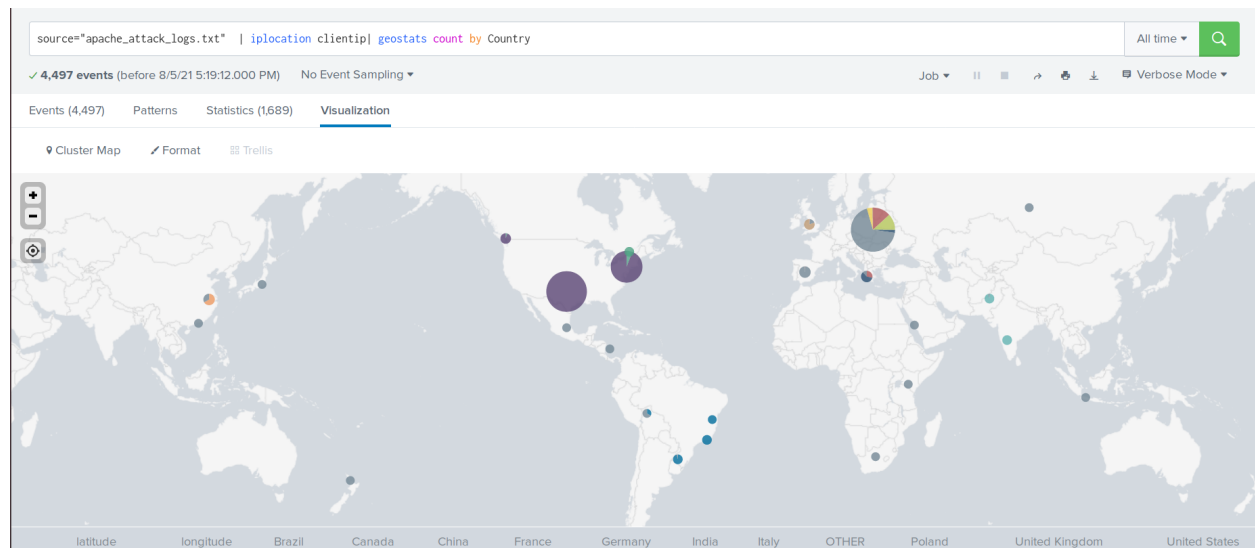 source="apache_attack_logs.txt" | iplocation clientip| geostats count by Country
All time
4,497 events (before 8/5/21 5:19:12.000 PM) No Event Sampling Job Verbose Mode
Events (4,497) Patterns Statistics (1,689) Visualization
Cluster Map Format Trellis
+
-
latitude longitude Brazil Canada China France Germany India Italy OTHER Poland United Kingdom United States